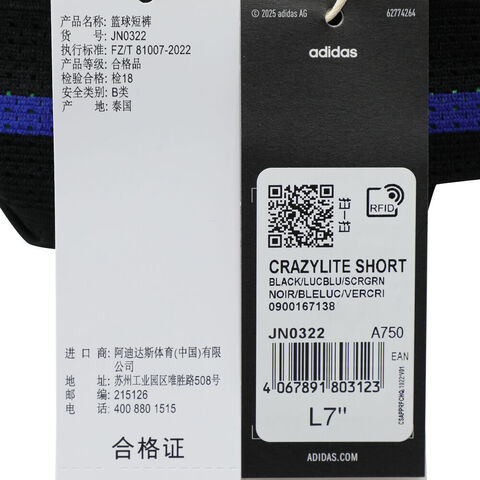 产品名称: 篮球短裤
货 号: JN0322
执行标准: FZ/T 81007-2022
产品等级: 合格品
检验合格: 检18
安全类别: B类
产 地: 泰国
进 口 商: 阿迪达斯体育(中国)有限
公司
地 址: 苏州工业园区唯胜路508号
邮 编: 215126
电 话: 400 880 1515
合格证
© 2025 adidas AG
62774264
adidas
RFID
CRAZYLITE SHORT
BLACK/LUCBLU/SCRGRN
NOIR/BLELUC/VERCRI
0900167138
JN0322 A750
EAN
4 067891 803123
L7"
ADIDAS.COM